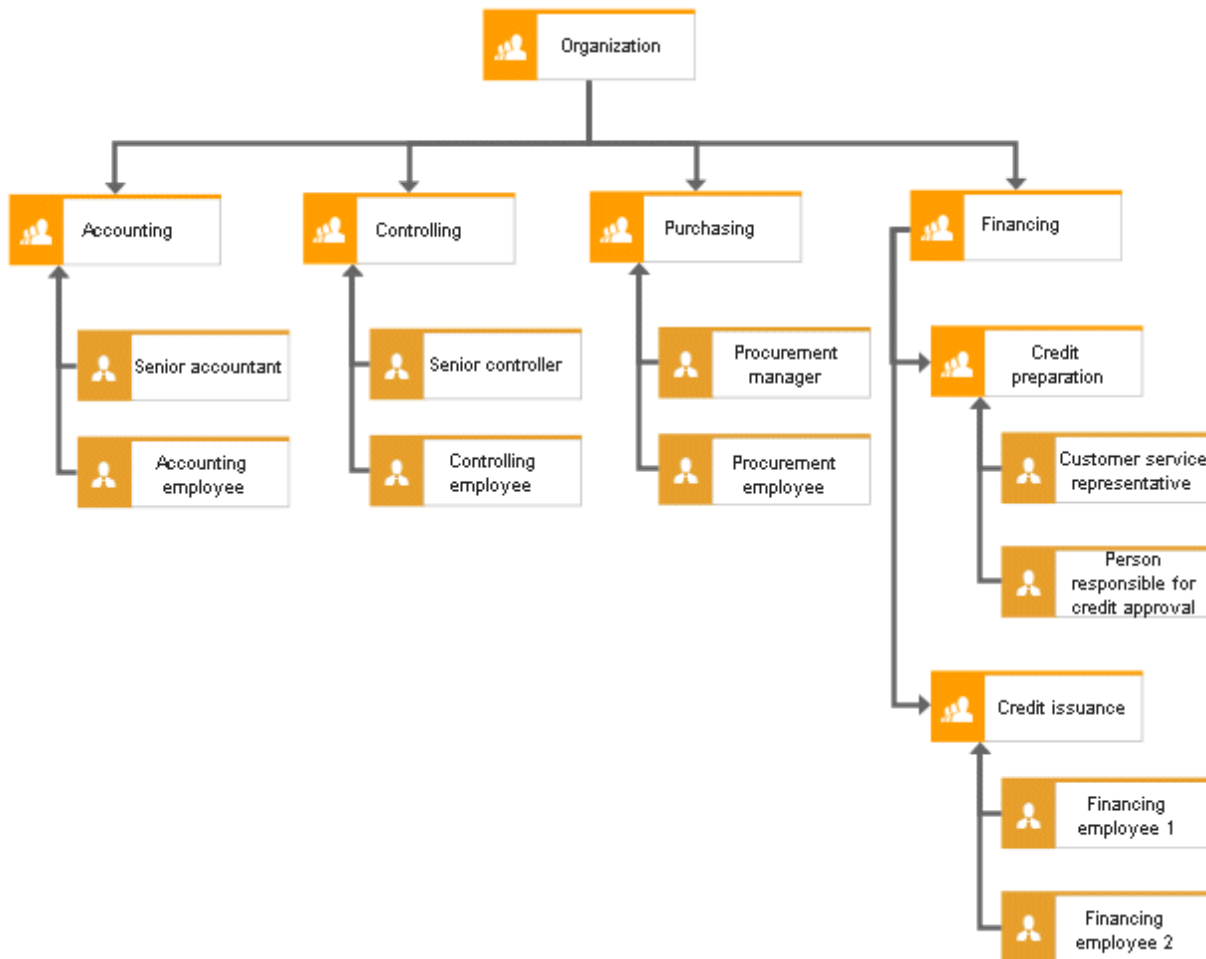 Organization
Accounting
Controlling
Purchasing
Financing
Senior accountant
Senior controller
Procurement
manager
Credit
preparation
Accounting
employee
Controlling
employee
Procurement
employee
Customer service
representative
Person
responsible for
credit approval
Credit issuance
Financing
employee 1
Financing
employee 2